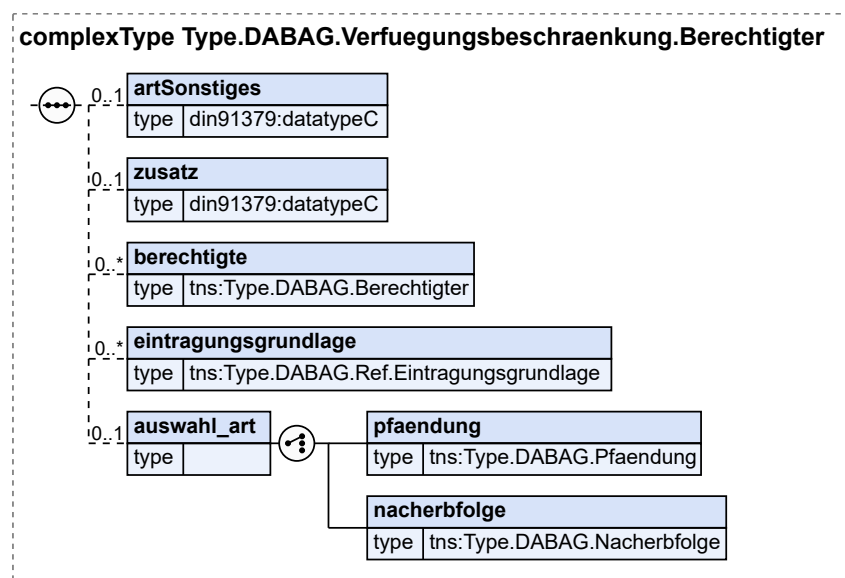 complexType Type.DABAG.Verfuegungsbeschraenkung.Berechtigter
0..1 artSonstiges
type din91379:datatypeC
0..1 zusatz
type din91379:datatypeC
0..* berechtigte
type tns:Type.DABAG.Berechtigter
0..* eintragungsgrundlage
type tns:Type.DABAG.Ref.Eintragungsgrundlage
0..1 auswahl_art pfaendung
type type tns:Type.DABAG.Pfaendung
nacherbfolge
type tns:Type.DABAG.Nacherbfolge